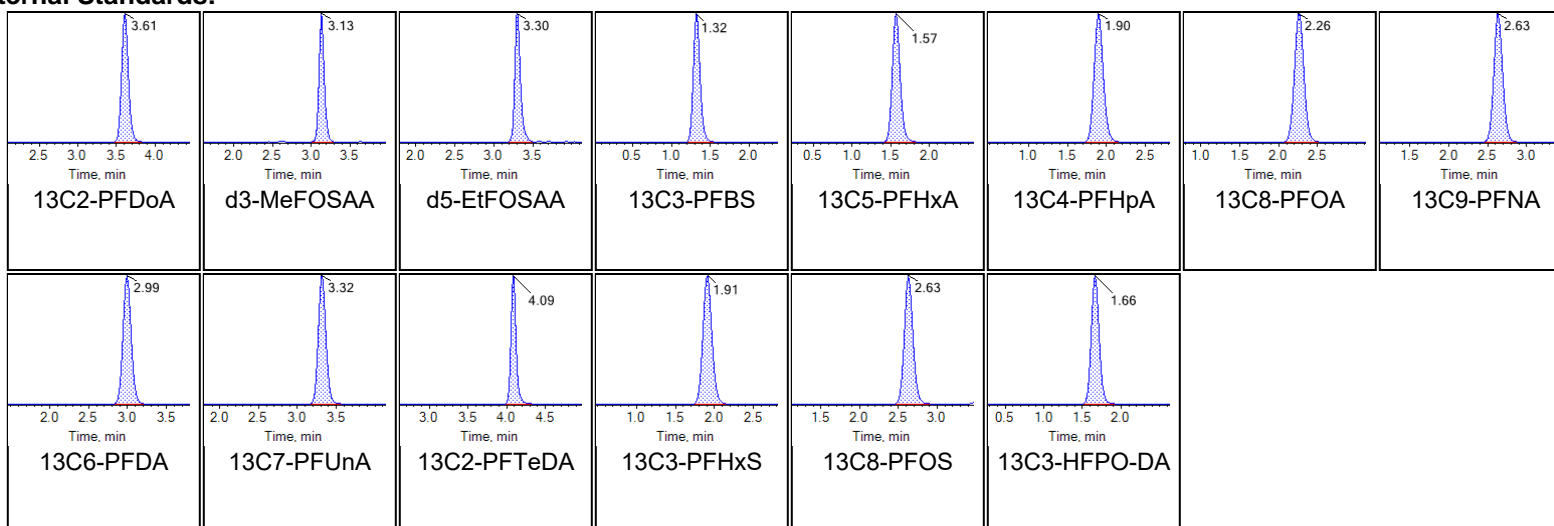 ternal Standards:
3.61
2.5 3.0 3.5 4.0
Time, min
13C2-PFDoA
3.13
2.0 2.5 3.0 3.5
Time, min
d3-MeFOSAA
3.30
2.0 2.5 3.0 3.5
Time, min
d5-EtFOSAA
1.32
0.5 1.0 1.5 2.0
Time, min
13C3-PFBS
1.57
0.5 1.0 1.5 2.0
Time, min
13C5-PFHxA
1.90
1.0 1.5 2.0 2.5
Time, min
13C4-PFHpA
2.26
1.0 1.5 2.0 2.5
Time, min
13C8-PFOA
2.63
1.5 2.0 2.5 3.0
Time, min
13C9-PFNA
2.99
2.0 2.5 3.0 3.5
Time, min
13C6-PFDA
3.32
2.0 2.5 3.0 3.5
Time, min
13C7-PFUnA
4.09
3.0 3.5 4.0 4.5
Time, min
13C2-PFTeDA
1.91
1.0 1.5 2.0 2.5
Time, min
13C3-PFHxS
2.63
1.5 2.0 2.5 3.0
Time, min
13C8-PFOS
1.66
0.5 1.0 1.5 2.0
Time, min
13C3-HFPO-DA